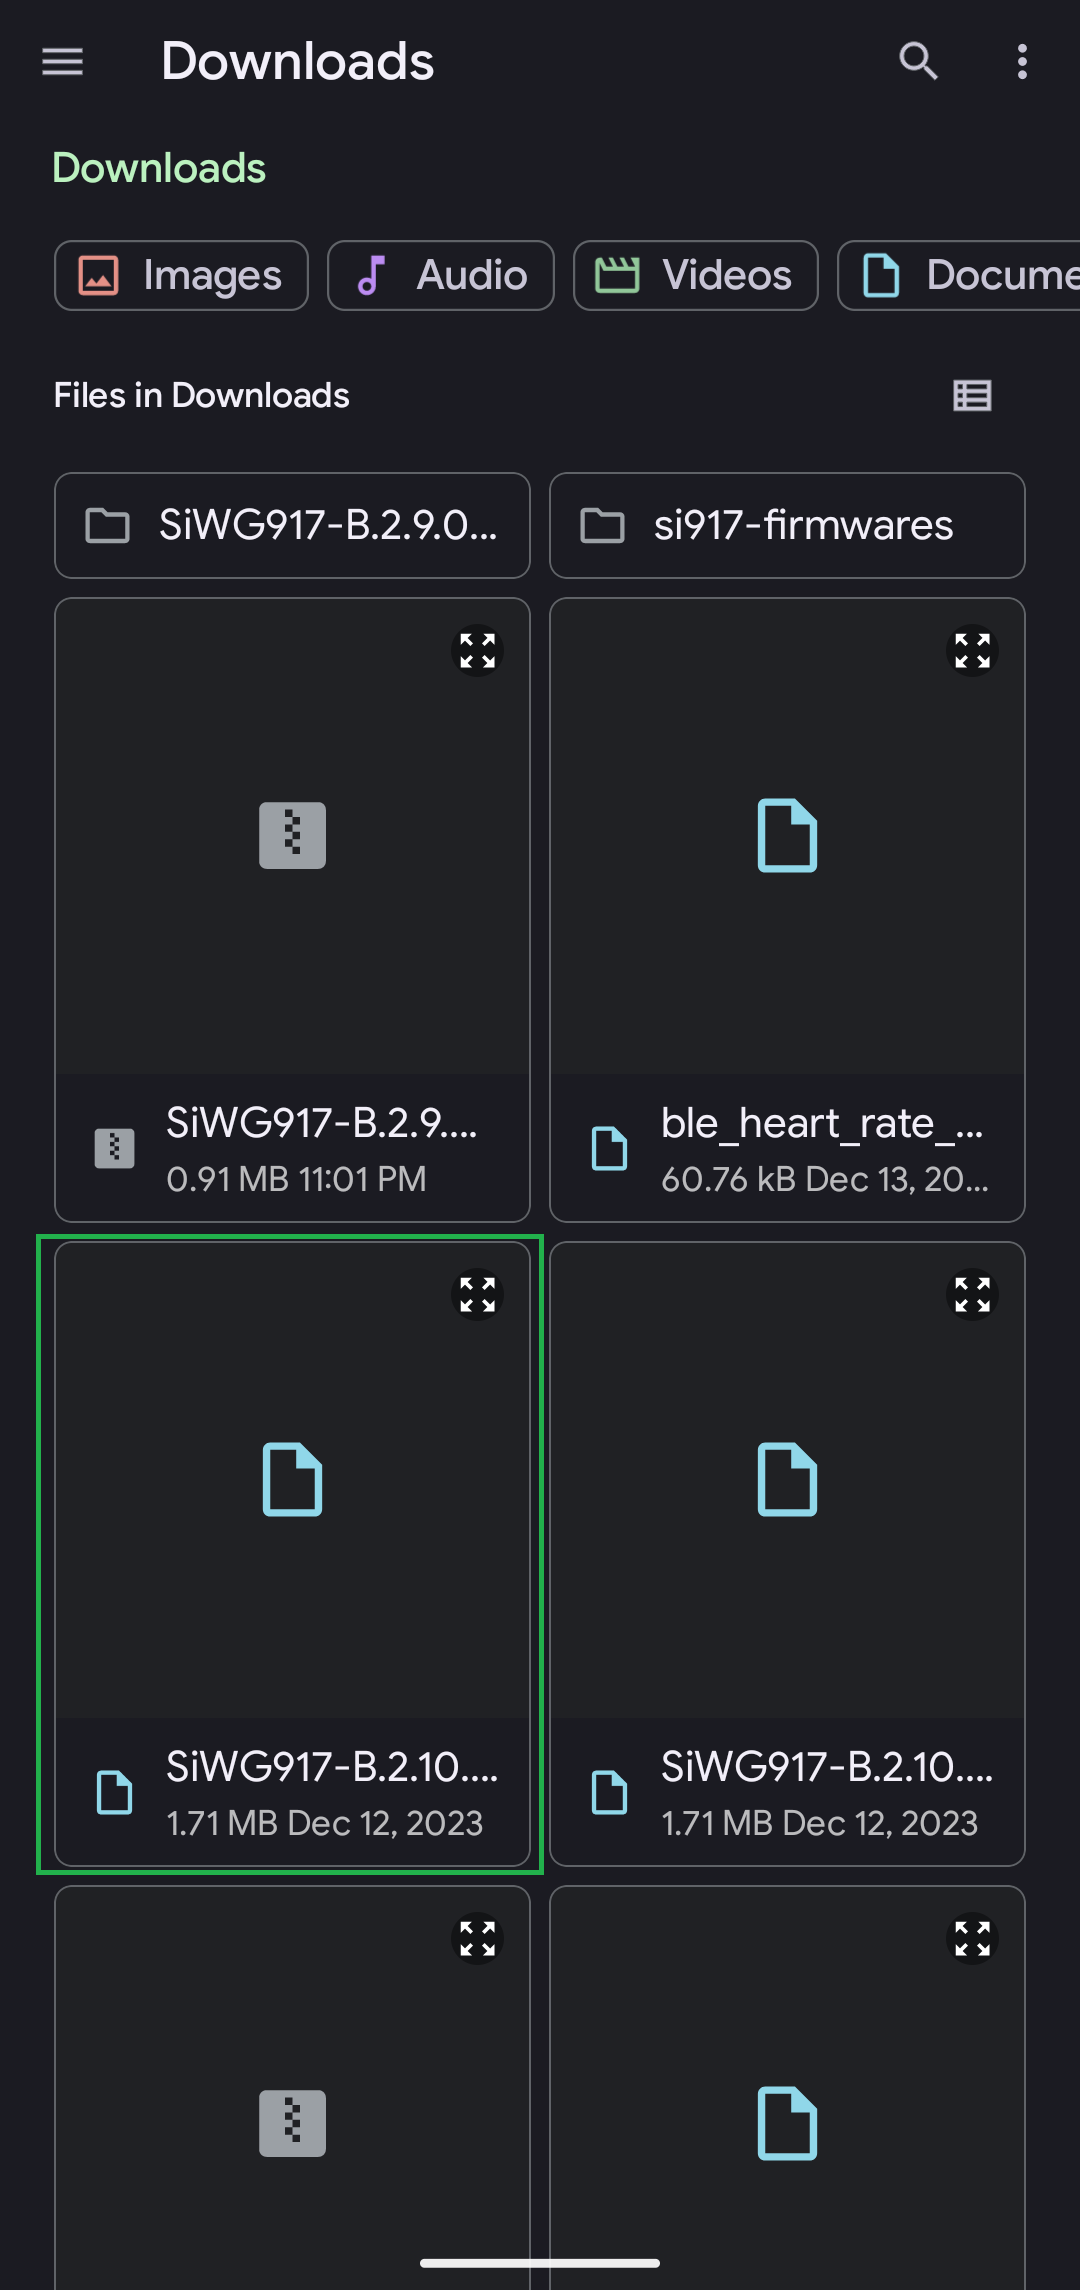 Downloads
Downloads
Images
Audio
Videos
Docume
Files in Downloads
SiWG917-B.2.9.0...
si917-firmwares
SiWG917-B.2.9....
0.91 MB 11:01 PM
ble_heart_rate_...
60.76 kB Dec 13, 20...
SiWG917-B.2.10....
1.71 MB Dec 12, 2023
SiWG917-B.2.10....
1.71 MB Dec 12, 2023